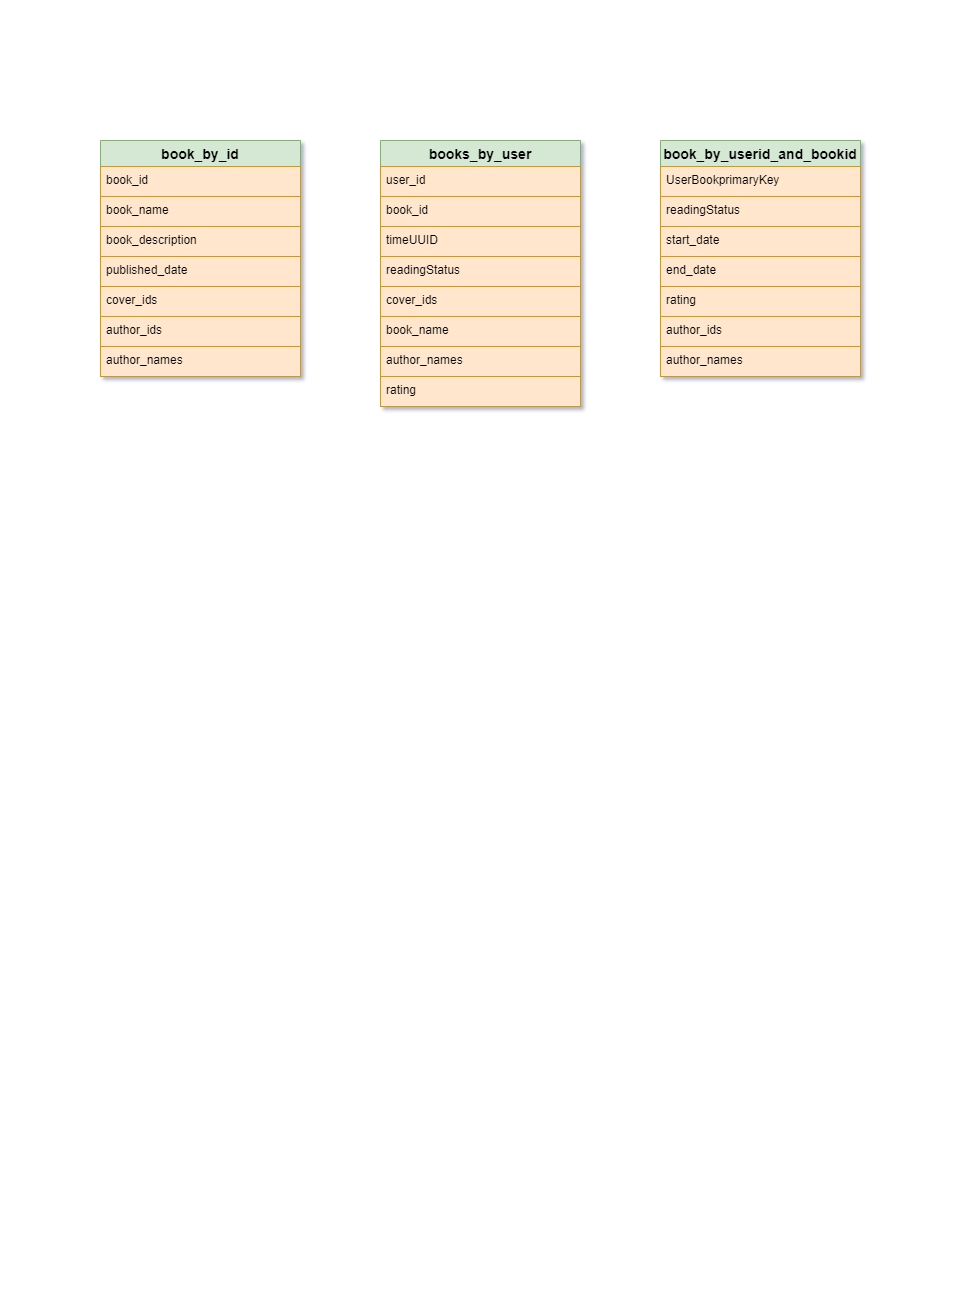 book_by_id
book_id
book_name
book_description
published_date
cover_ids
author_ids
author_names
books_by_user
user_id
book_id
timeUUID
readingStatus
cover_ids
book_name
author_names
rating
book_by_userid_and_bookid
UserBookprimaryKey
readingStatus
start_date
end_date
rating
author_ids
author_names